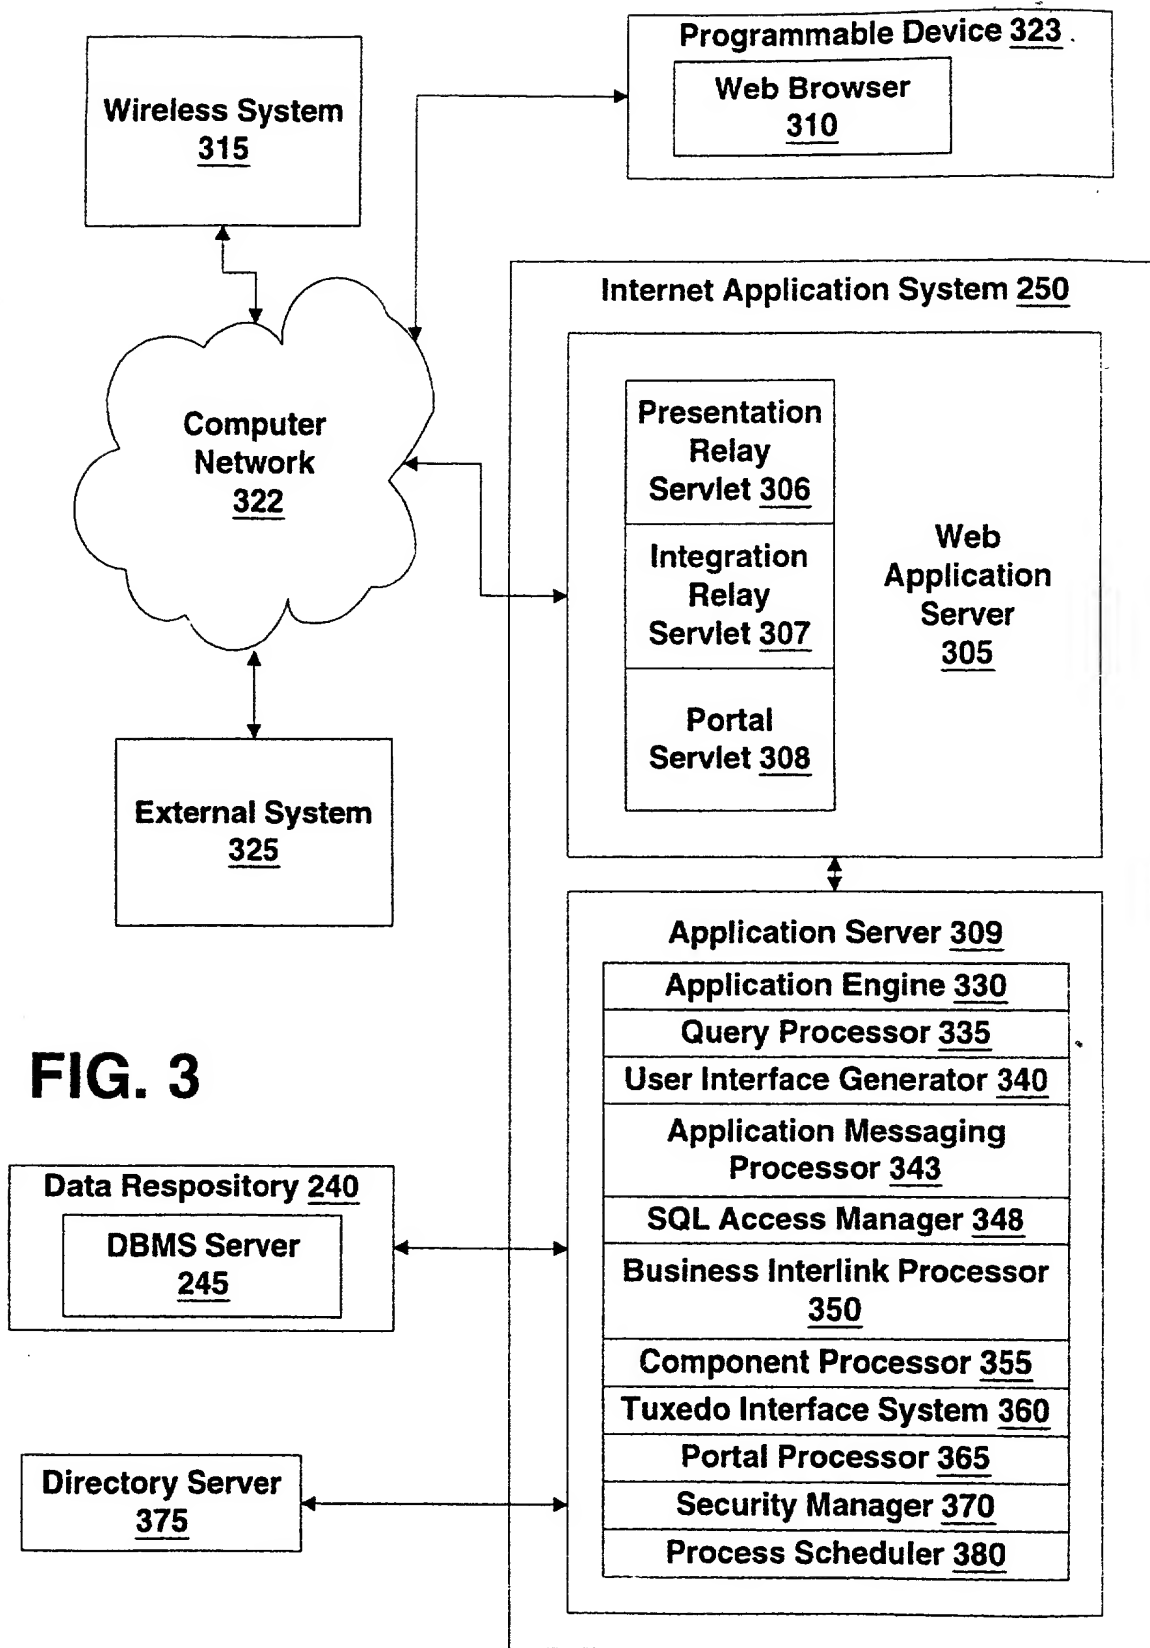 Programmable Device 323
Web Browser
310
Wireless System
315
Internet Application System 250
Computer
Network
322
Presentation
Relay
Servlet 306
Integration
Relay
Servlet 307
Portal
Servlet 308
Web
Application
Server
305
External System
325
Application Server 309
Application Engine 330
Query Processor 335
User Interface Generator 340
Application Messaging
Processor 343
SQL Access Manager 348
Business Interlink Processor
350
Component Processor 355
Tuxedo Interface System 360
Portal Processor 365
Security Manager 370
Process Scheduler 380
FIG. 3
Data Respository 240
DBMS Server
245
Directory Server
375